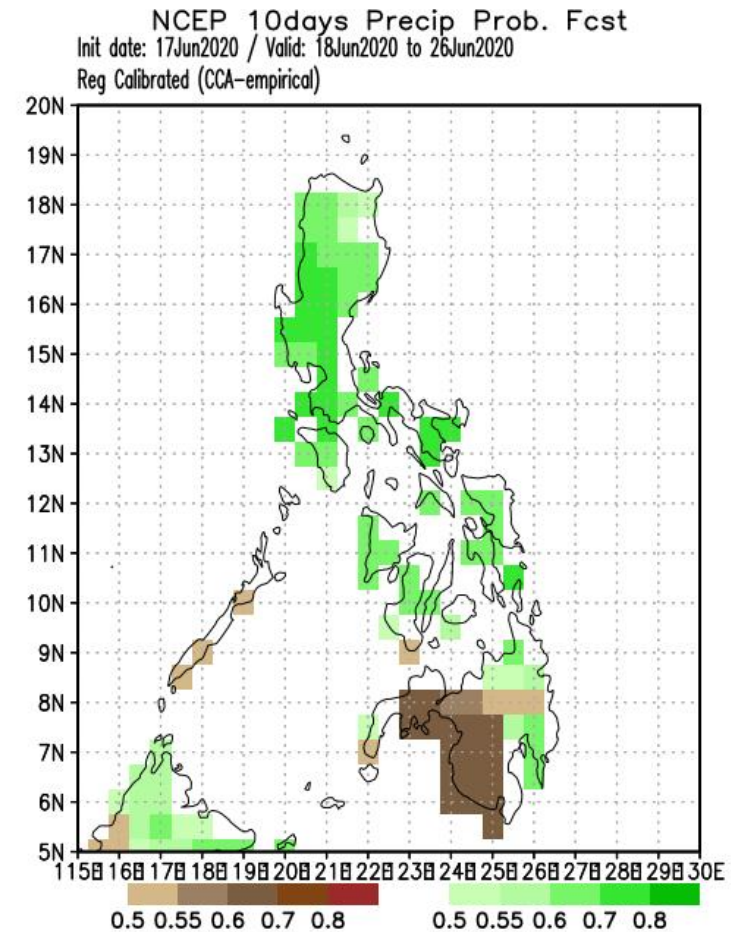 NCEP 10days Precip Prob. Fcst
Init date: 17Jun2020 / Valid: 18Jun2020 to 26Jun2020
Reg Calibrated (CCA-empirical)
20N
19N
18N
17N
16N
15N
14N
13N
12N
11N
10N
9N
8N
7N
6N
5N
115E 116E 117E 118E 119E 120E 121E 122E 123E 124E 125E 126E 127E 128E 129E 130E
0.5 0.55 0.6 0.7 0.8 0.5 0.55 0.6 0.7 0.8